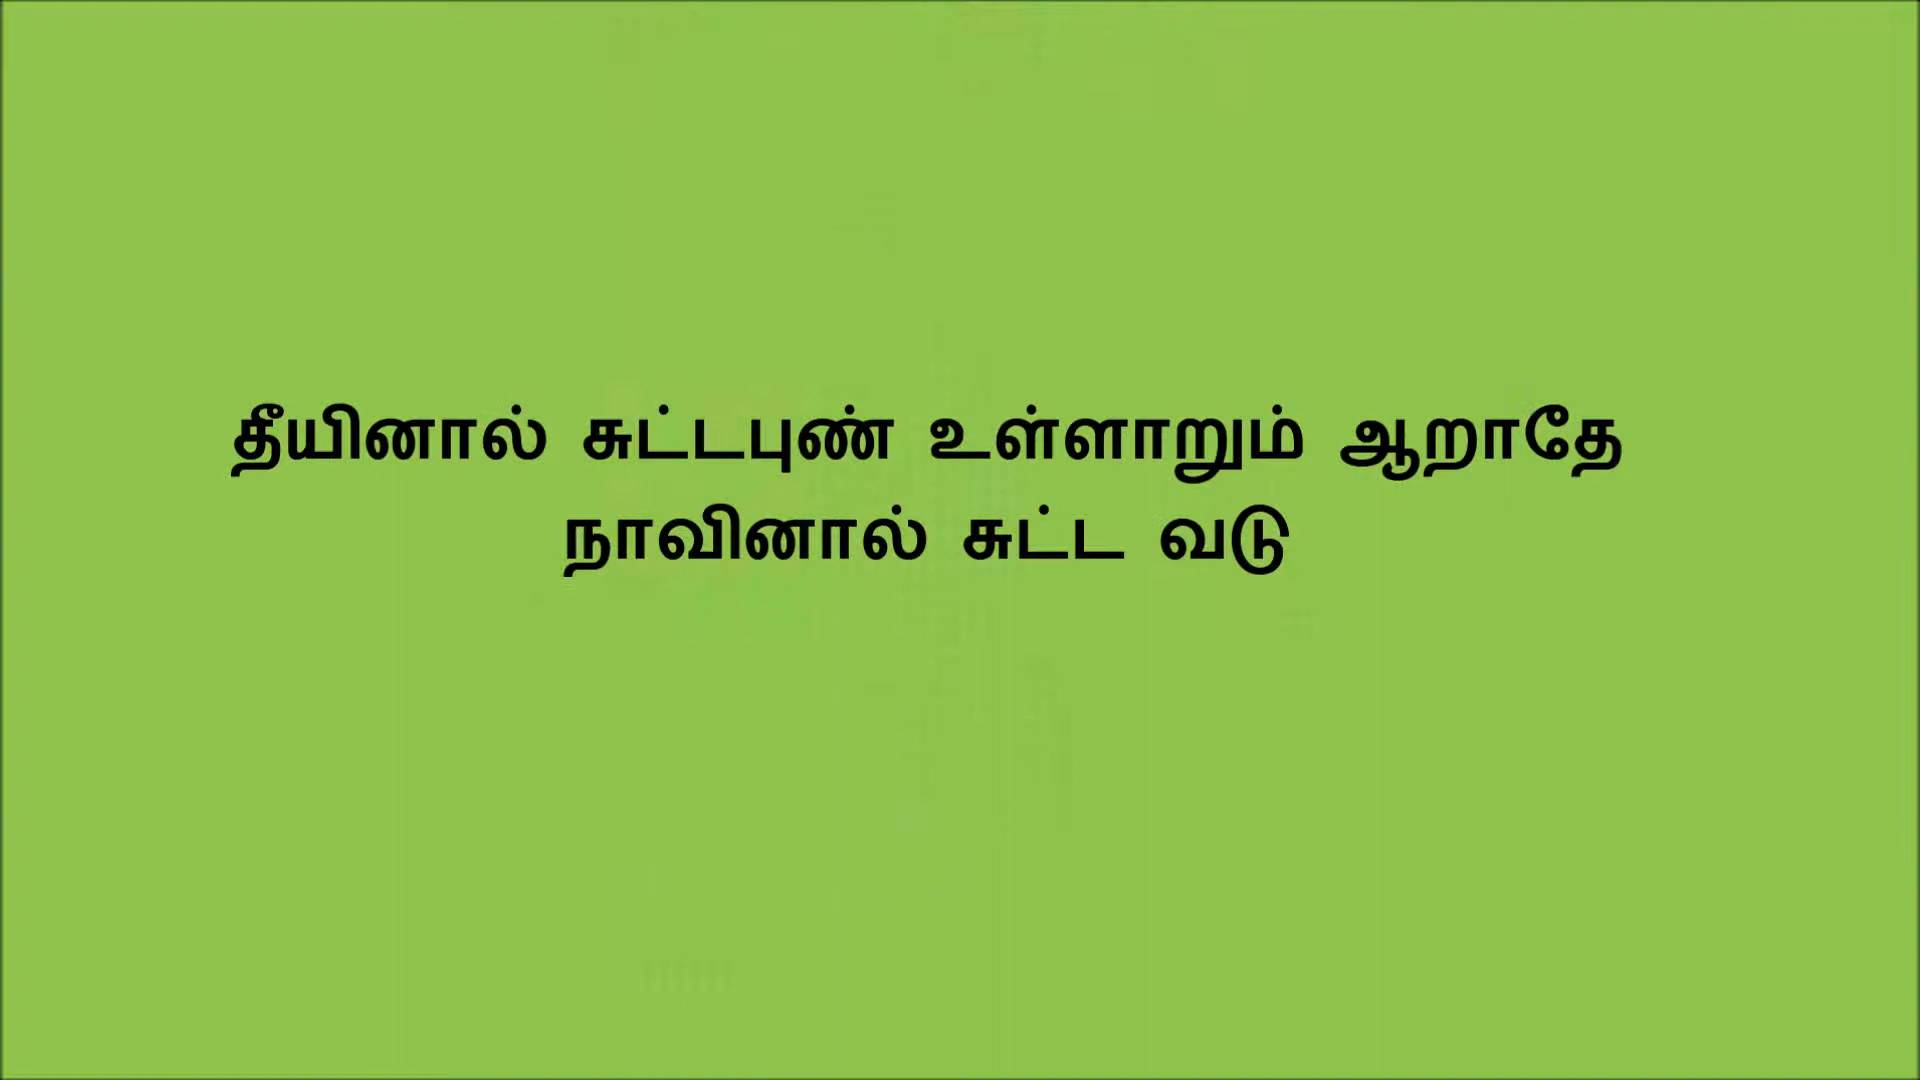 தீயினால் சுட்டபுண் உள்ளாறும் ஆறாதே
நாவினால் சுட்ட வடு